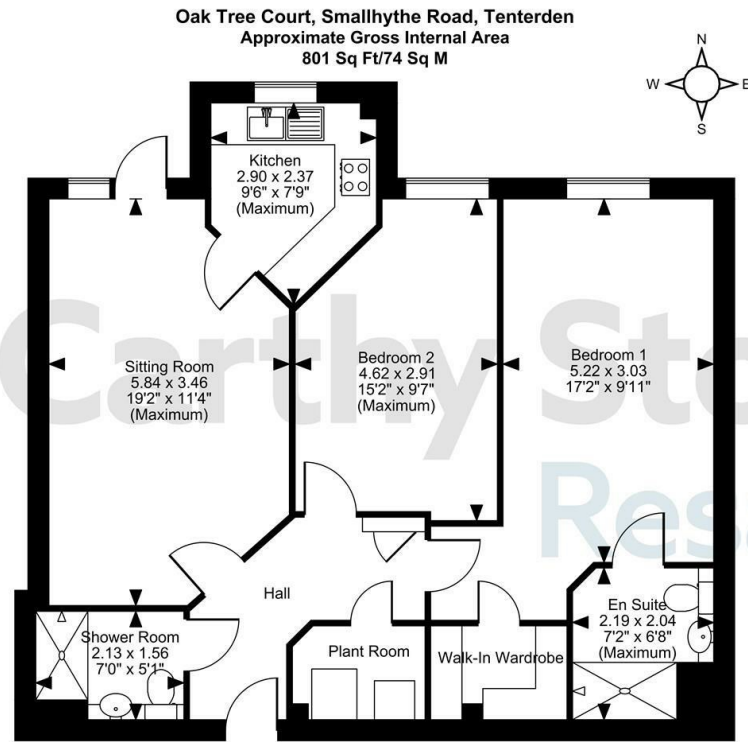 Oak Tree Court, Smallhythe Road, Tenterden
Approximate Gross Internal Area
801 Sq Ft/74 Sq M
N
W
E
S
Kitchen
2.90 x 2.37
9'6" x 7'9"
(Maximum)
Sitting Room
5.84 x 3.46
19'2" x 11'4"
(Maximum)
Bedroom 2
4.62 x 2.91
15'2" x 9'7"
(Maximum)
Bedroom 1
5.22 x 3.03
17'2" x 9'11"
Carthy Sto
Res
Hall
Shower Room
2.13 x 1.56
7'0" x 5'1"
Plant Room
Walk-In Wardrobe
En Suite
2.19 x 2.04
7'2" x 6'8"
(Maximum)